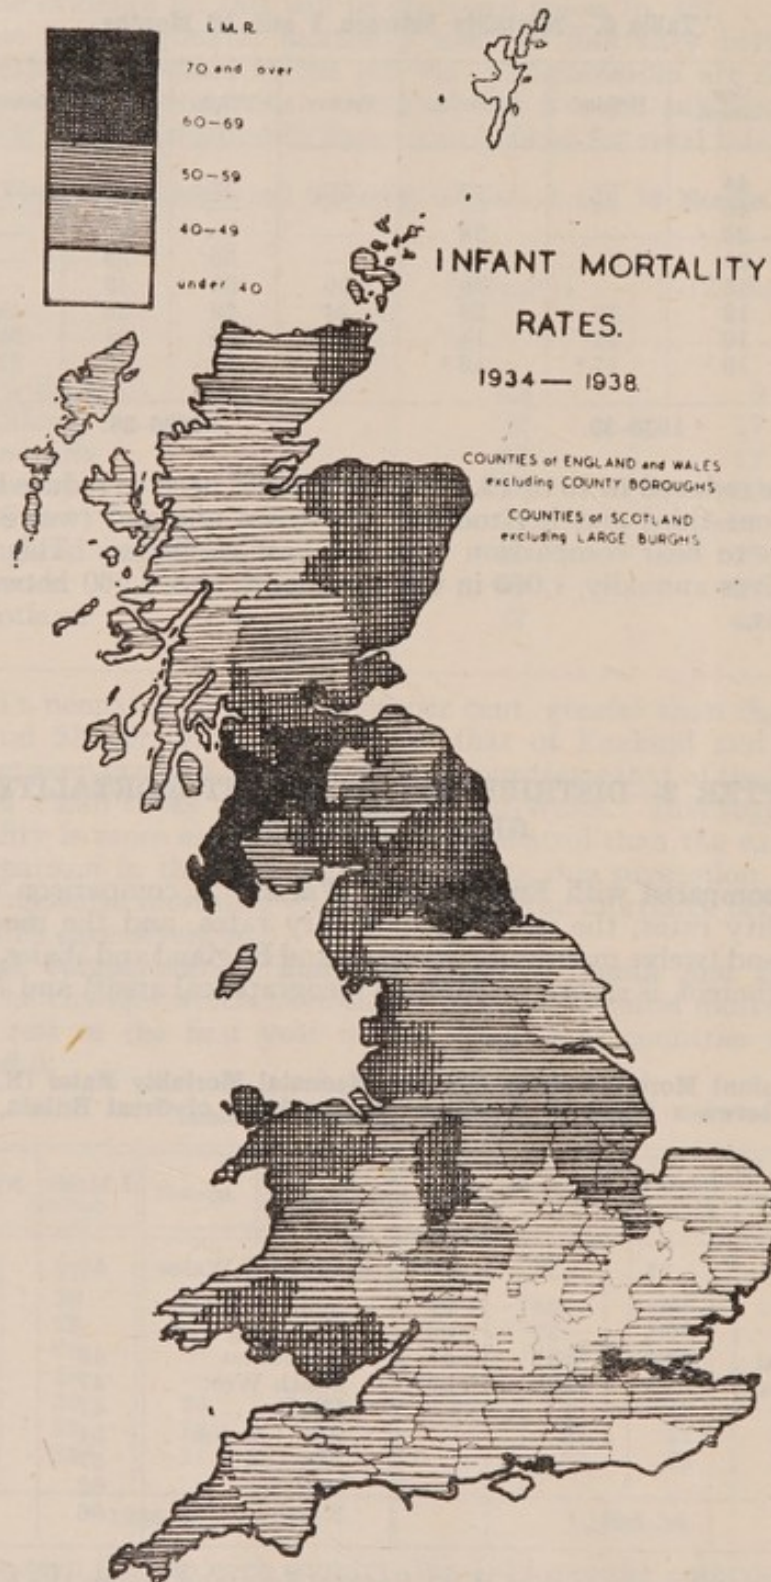 I.M.R.
70 and over
60–69
50–59
40–49
under 40
INFANT MORTALITY
RATES.
1934 — 1938.
COUNTIES of ENGLAND and WALES
excluding COUNTY BOROUGHS
COUNTIES of SCOTLAND
excluding LARGE BURGHS